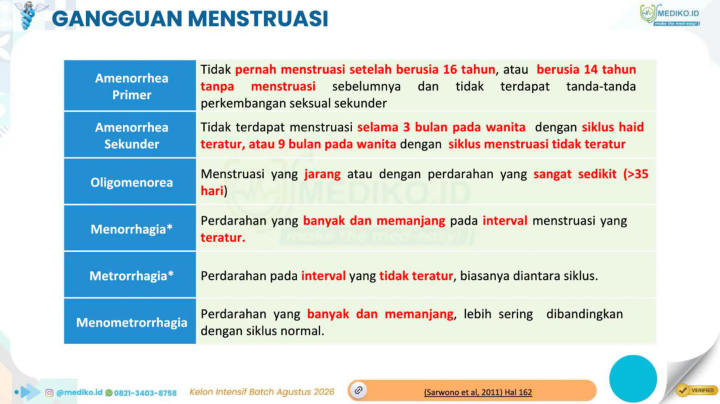 GANGGUAN MENSTRUASI
MEDIKO.ID
Amenorrhea
Primer
Tidak pernah menstruasi setelah berusia 16 tahun, atau berusia 14 tahun
tanpa menstruasi sebelumnya dan tidak terdapat tanda-tanda
perkembangan seksual sekunder
Amenorrhea
Sekunder
Tidak terdapat menstruasi selama 3 bulan pada wanita dengan siklus haid
teratur, atau 9 bulan pada wanita dengan siklus menstruasi tidak teratur
Oligomenorea
Menstruasi yang jarang atau dengan perdarahan yang sangat sedikit (>35
hari)
MEDIKO.ID
Menorrhagia*
Perdarahan yang banyak dan memanjang pada interval menstruasi yang
teratur.
Metrorrhagia*
Perdarahan pada interval yang tidak teratur, biasanya diantara siklus.
Menometrorrhagia
Perdarahan yang banyak dan memanjang, lebih sering dibandingkan
dengan siklus normal.
@mediko.id 0821-3403-8758
Kelon Intensif Batch Agustus 2026
(Sarwono et al, 2011) Hal 162
VERIFIED